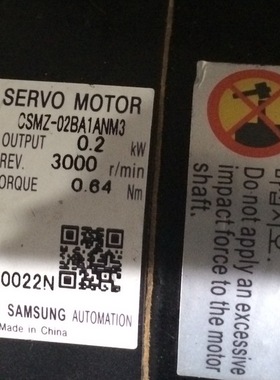 SERVO MOTOR
CSMZ-02BA1ANM3
OUTPUT 0.2 kW
REV. 3000 r/min
TORQUE 0.64 Nm
0022N
SAMSUNG AUTOMATION
Made in China
Do not apply an excessive
impact force to the motor
shaft.